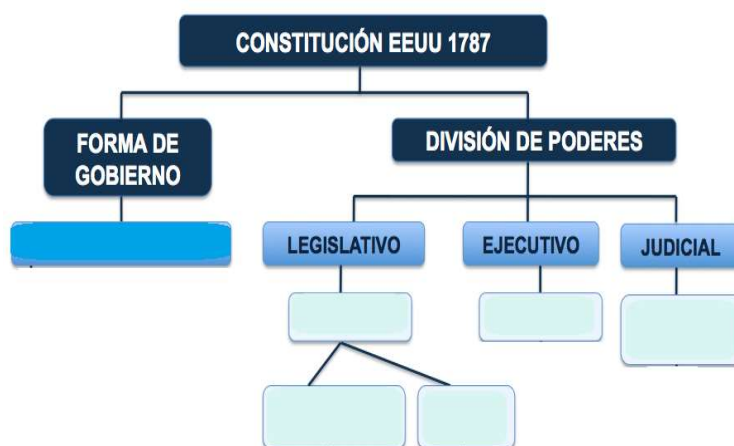 CONSTITUCIÓN EEUU 1787
FORMA DE
GOBIERNO
DIVISIÓN DE PODERES
LEGISLATIVO
EJECUTIVO
JUDICIAL